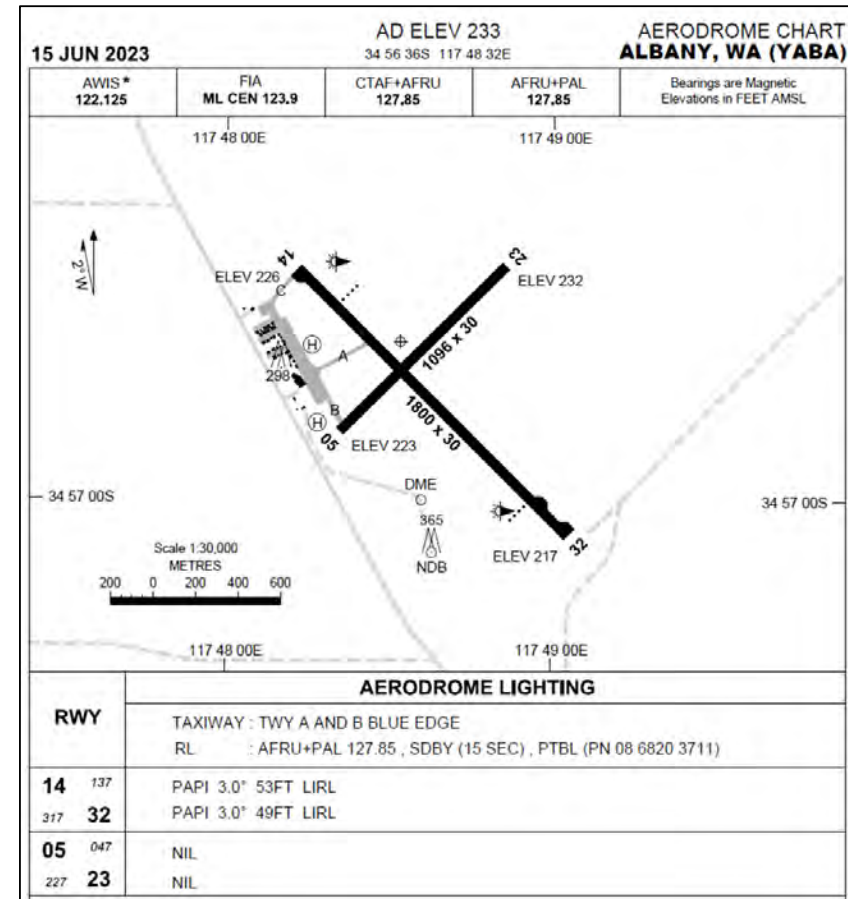 AD ELEV 233
AERODROME CHART
15 JUN 2023
34 56 36S 117 48 32E
ALBANY, WA (YABA)
AWIS *
122.125
FIA
ML CEN 123.9
CTAF+AFRU
127.85
AFRU+PAL
127.85
Bearings are Magnetic
Elevations in FEET AMSL
117 48 00E
117 49 00E
2° W
14
23
ELEV 226
ELEV 232
C
H
A
1096 x 30
298
1800 x 30
B
H
05
ELEV 223
DME
34 57 00S
34 57 00S
365
Scale 1:30,000
METRES
200 0 200 400 600
NDB
ELEV 217
32
117 48 00E
117 49 00E
RWY
AERODROME LIGHTING
TAXIWAY : TWY A AND B BLUE EDGE
RL : AFRU+PAL 127.85 , SDBY (15 SEC) , PTBL (PN 08 6820 3711)
14 137 PAPI 3.0° 53FT LIRL
317 32 PAPI 3.0° 49FT LIRL
05 047 NIL
227 23 NIL